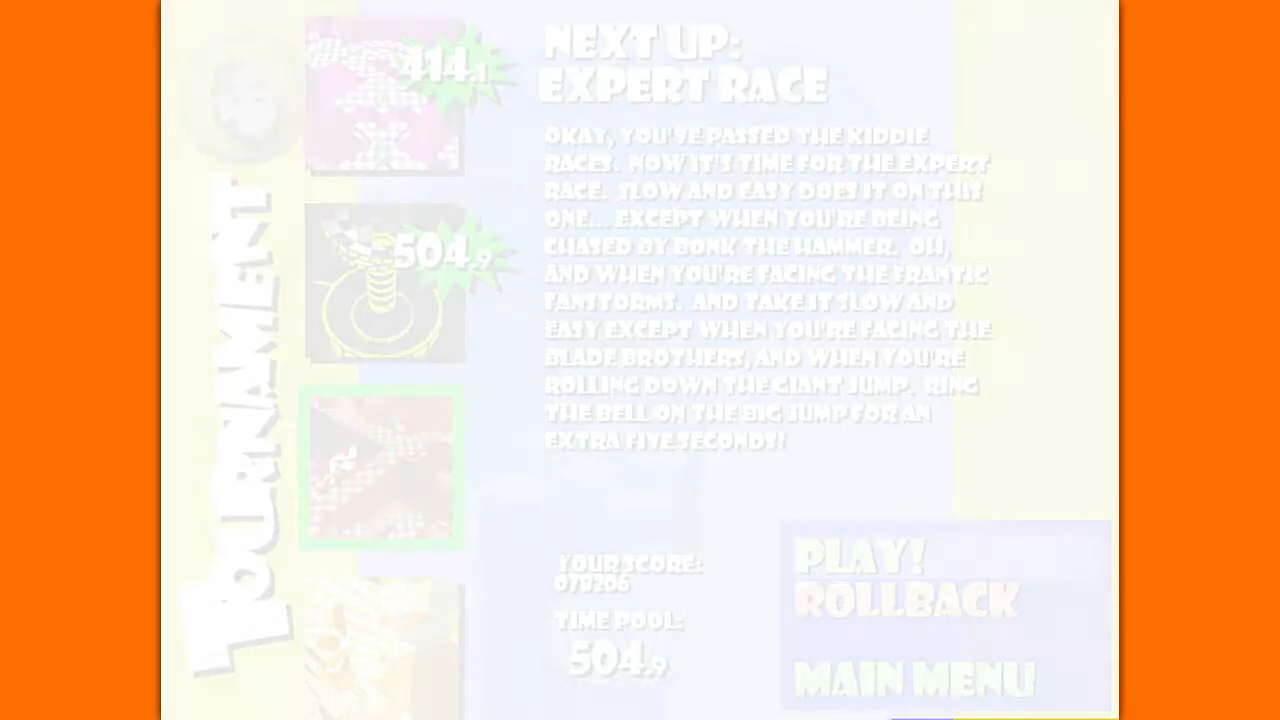 TOURNAMENT
414.1
504.9
NEXT UP:
EXPERT RACE
OKAY, YOU'VE PASSED THE KIDDIE
RACES. NOW IT'S TIME FOR THE EXPERT
RACE. SLOW AND EASY DOES IT ON THIS
ONE... EXCEPT WHEN YOU'RE BEING
CHASED BY BONK THE HAMMER. OH,
AND WHEN YOU'RE FACING THE FRANTIC
FANSTORMS. AND TAKE IT SLOW AND
EASY EXCEPT WHEN YOU'RE FACING THE
BLADE BROTHERS, AND WHEN YOU'RE
ROLLING DOWN THE GIANT JUMP. RING
THE BELL ON THE BIG JUMP FOR AN
EXTRA FIVE SECONDS!
YOUR SCORE:
078206
TIME POOL:
504.9
PLAY!
ROLLBACK
MAIN MENU